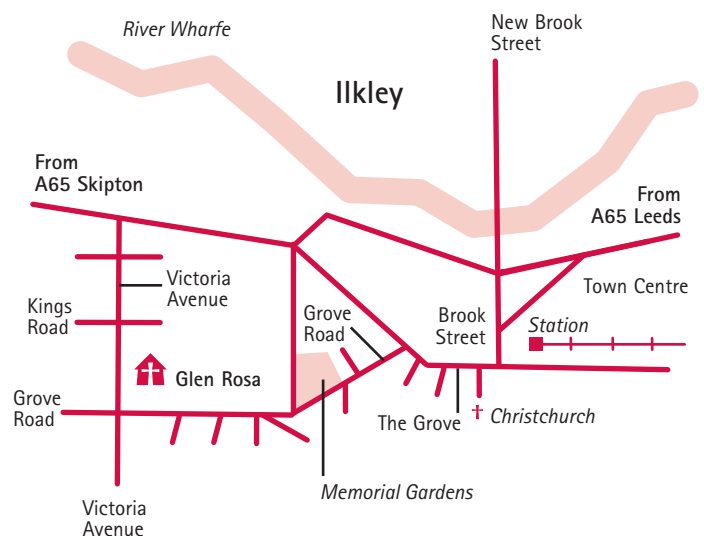 River Wharfe
New Brook
Street
Ilkley
From
A65 Skipton
From
A65 Leeds
Victoria
Avenue
Town Centre
Kings
Road
Grove
Road
Brook
Street
Station
Glen Rosa
Grove
Road
The Grove
† Christchurch
Memorial Gardens
Victoria
Avenue